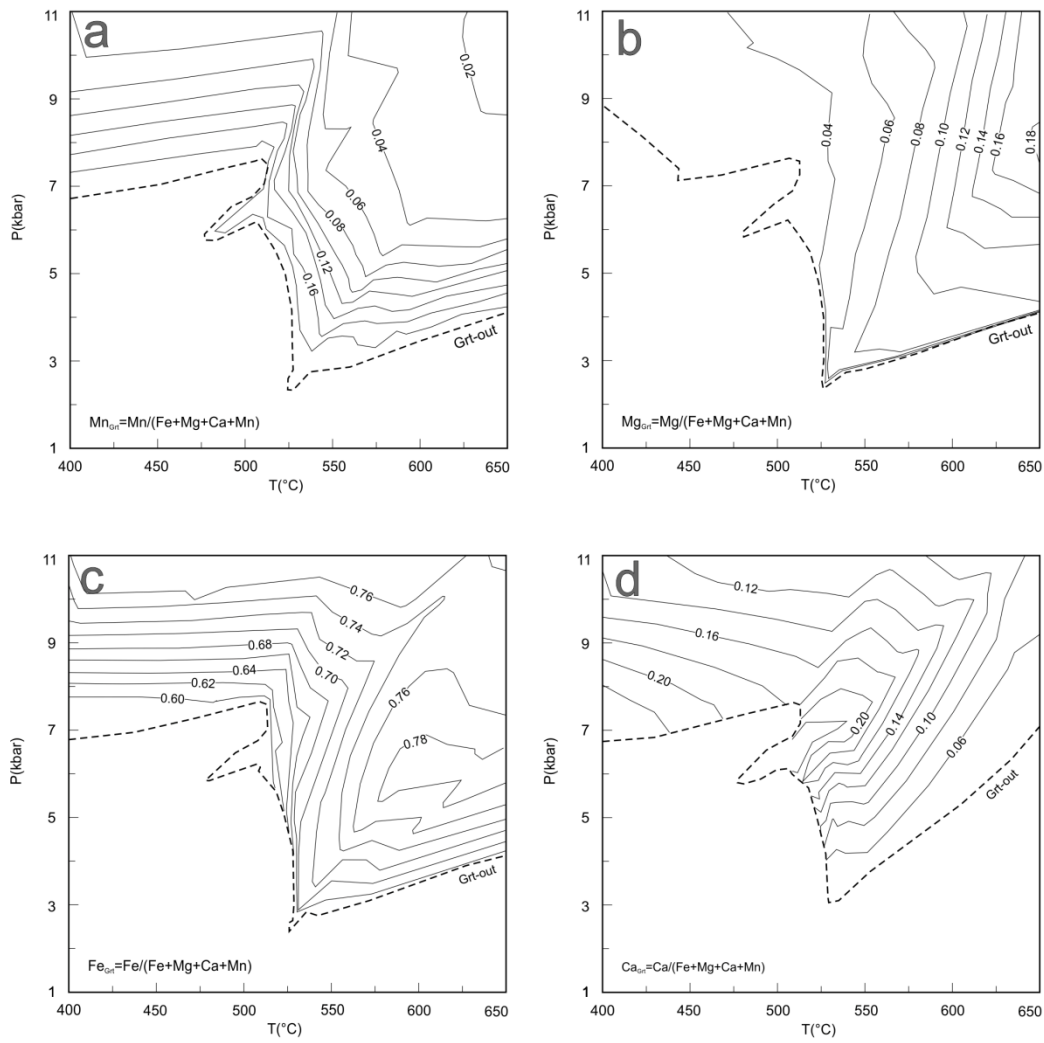 a
11
9
7
5
3
1
P(kbar)
0.02
0.04
0.06
0.08
0.12
0.16
Grt-out
Mn_Grt=Mn/(Fe+Mg+Ca+Mn)
400 450 500 550 600 650
T(°C)
b
11
9
7
5
3
1
P(kbar)
0.04
0.06
0.08
0.10
0.12
0.14
0.16
0.18
Grt-out
Mg_Grt=Mg/(Fe+Mg+Ca+Mn)
400 450 500 550 600 650
T(°C)
c
11
9
7
5
3
1
P(kbar)
0.76
0.74
0.72
0.68
0.70
0.64
0.62
0.60
0.76
0.78
Grt-out
Fe_Grt=Fe/(Fe+Mg+Ca+Mn)
400 450 500 550 600 650
T(°C)
d
11
9
7
5
3
1
P(kbar)
0.12
0.16
0.20
0.20
0.14
0.10
0.06
Grt-out
Ca_Grt=Ca/(Fe+Mg+Ca+Mn)
400 450 500 550 600 650
T(°C)